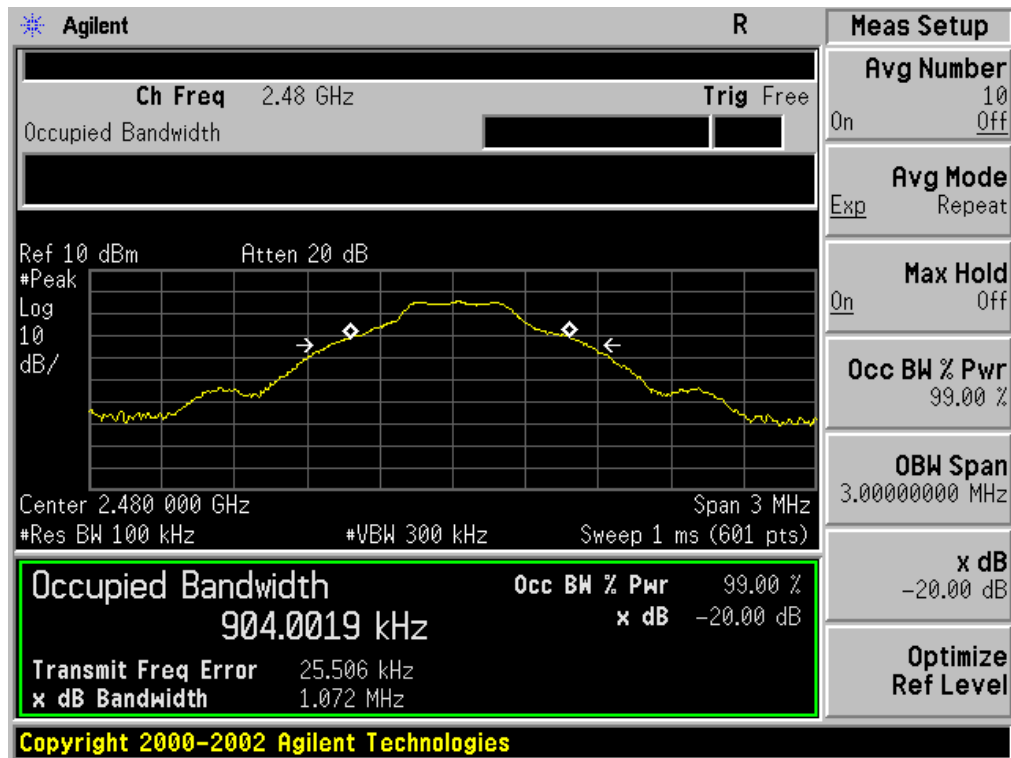 Agilent R Meas Setup
Ch Freq 2.48 GHz Trig Free
Occupied Bandwidth
Ref 10 dBm Atten 20 dB
#Peak
Log
10
dB/
Center 2.480 000 GHz Span 3 MHz
#Res BW 100 kHz #VBW 300 kHz Sweep 1 ms (601 pts)
Occupied Bandwidth Occ BW % Pwr 99.00 %
904.0019 kHz x dB -20.00 dB
Transmit Freq Error 25.506 kHz
x dB Bandwidth 1.072 MHz
Copyright 2000-2002 Agilent Technologies
Avg Number
10
On Off
Avg Mode
Exp Repeat
Max Hold
On Off
Occ BW % Pwr
99.00 %
OBW Span
3.00000000 MHz
x dB
-20.00 dB
Optimize
Ref Level